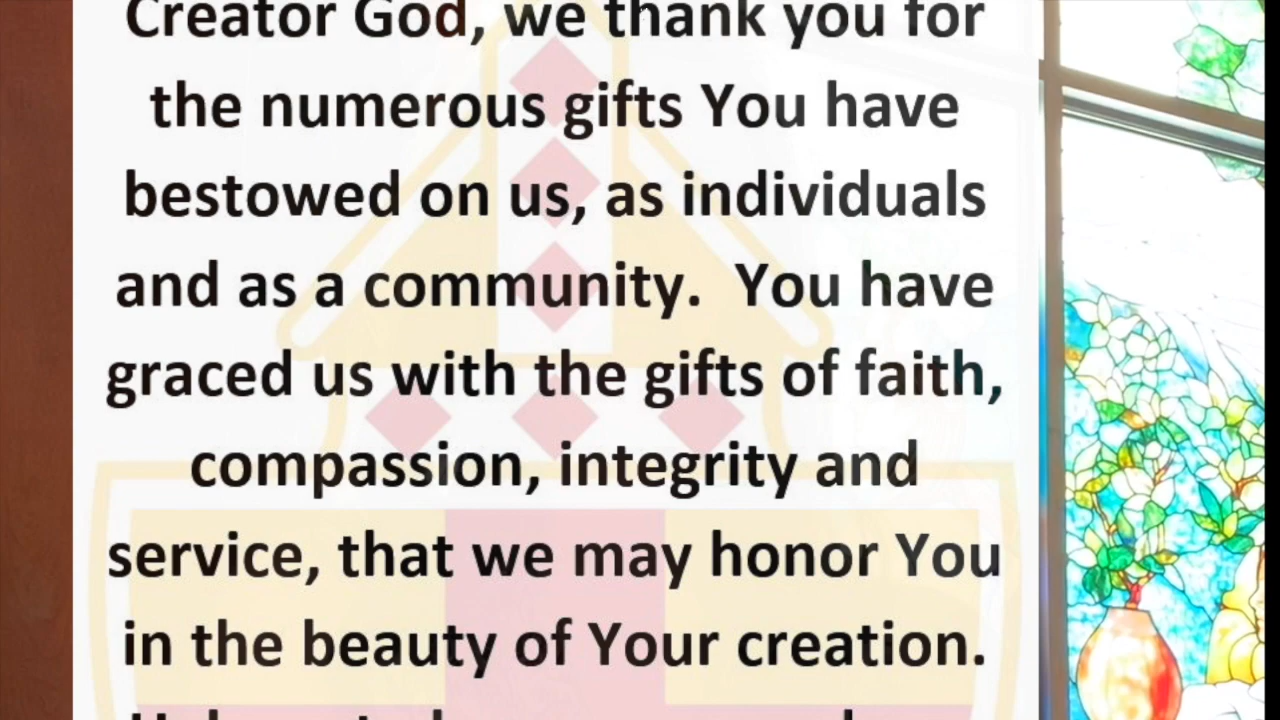 Creator God, we thank you for
the numerous gifts You have
bestowed on us, as individuals
and as a community.  You have
graced us with the gifts of faith,
compassion, integrity and
service, that we may honor You
in the beauty of Your creation.